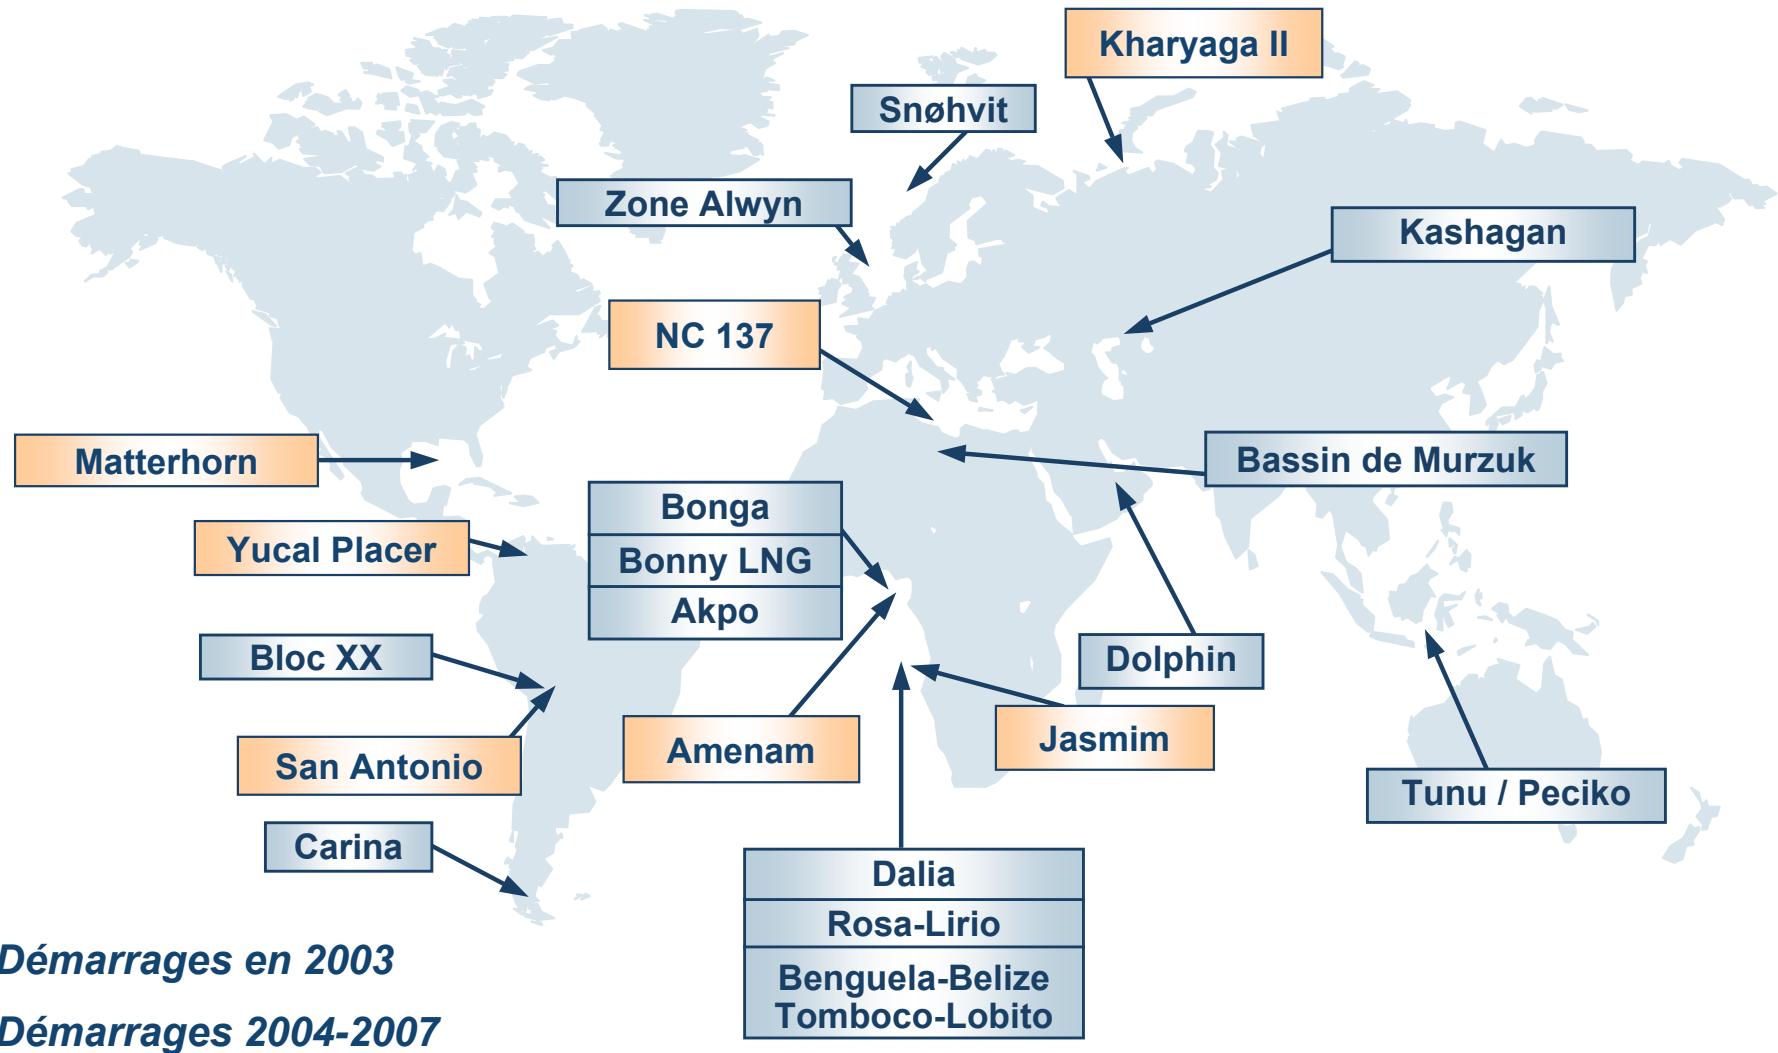 Kharyaga II
Snøhvit
Zone Alwyn
Kashagan
NC 137
Matterhorn
Bassin de Murzuk
Bonga
Yucal Placer
Bonny LNG
Akpo
Bloc XX
Dolphin
San Antonio
Amenam
Jasmim
Tunu / Peciko
Carina
Dalia
Rosa-Lirio
Benguela-Belize
Tomboco-Lobito
Démarrages en 2003
Démarrages 2004-2007